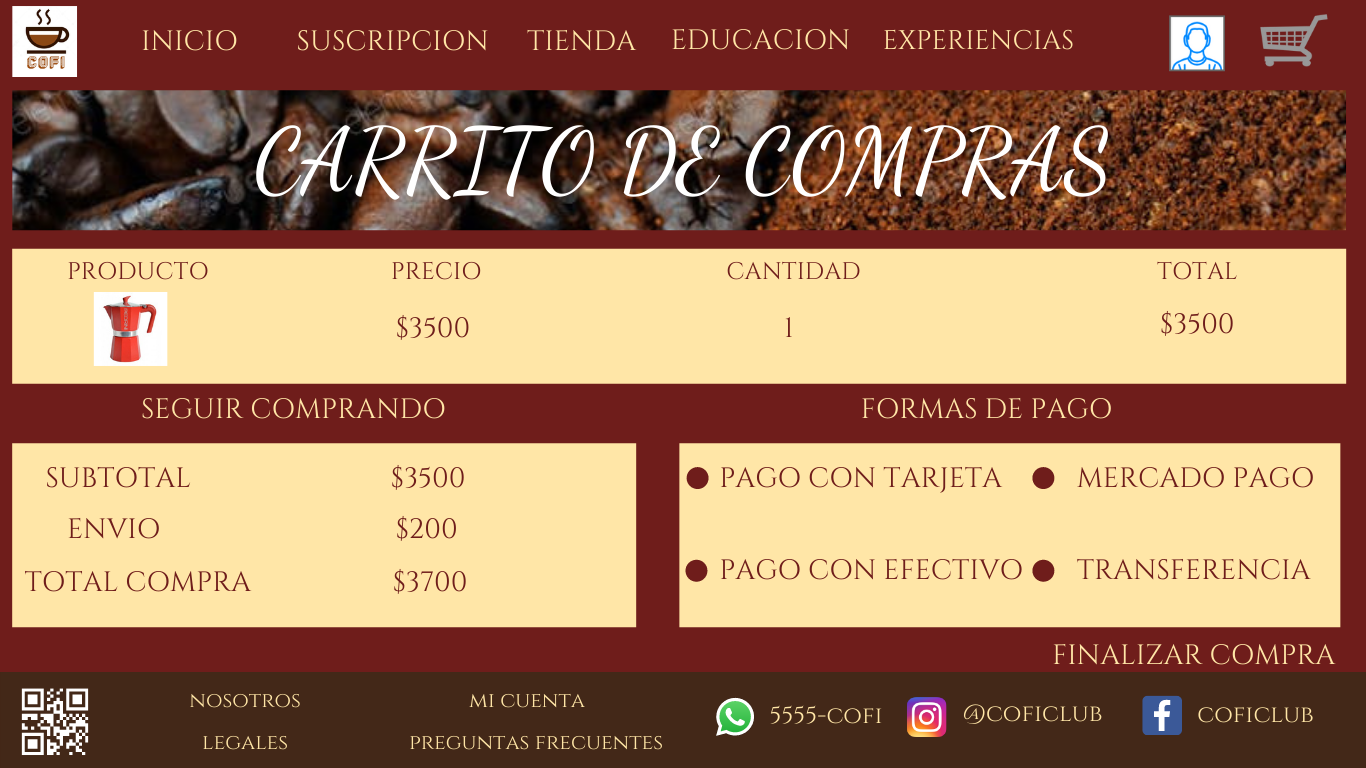 COFI
INICIO SUSCRIPCION TIENDA EDUCACION EXPERIENCIAS
CARRITO DE COMPRAS
PRODUCTO PRECIO CANTIDAD TOTAL
$3500 1 $3500
SEGUIR COMPRANDO FORMAS DE PAGO
SUBTOTAL $3500
ENVIO $200
TOTAL COMPRA $3700
● PAGO CON TARJETA ● MERCADO PAGO
● PAGO CON EFECTIVO ● TRANSFERENCIA
FINALIZAR COMPRA
NOSOTROS MI CUENTA
LEGALES PREGUNTAS FRECUENTES
5555-COFI @COFICLUB COFICLUB